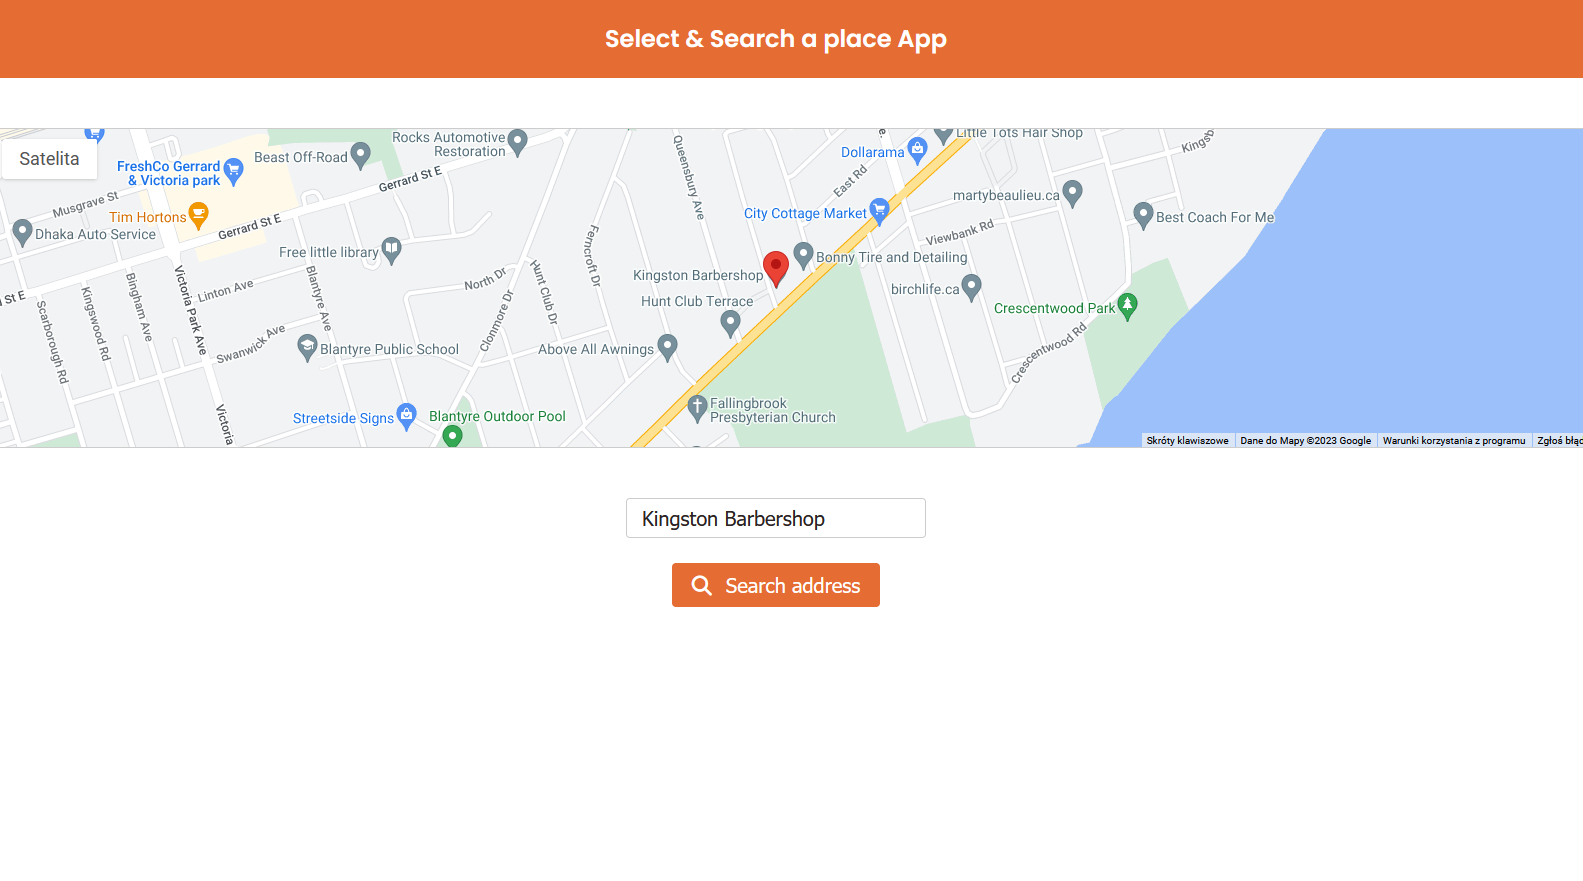 Select & Search a place App
Satelita
FreshCo Gerrard
& Victoria park
Beast Off-Road
Rocks Automotive
Restoration
Queensbury Ave
Dollarama
Little Tots Hair Shop
Musgrave St
Tim Hortons
Gerrard St E
Gerrard St E
East Rd
City Cottage Market
martybeaulieu.ca
Best Coach For Me
Dhaka Auto Service
Free little library
Ferncroft Dr
Viewbank Rd
Bonny Tire and Detailing
Kingston Barbershop
North Dr
Hunt Club Dr
Hunt Club Terrace
birchlife.ca
Crescentwood Park
St E
Scarborough Rd
Kingswood Rd
Bingham Ave
Victoria Park Ave
Linton Ave
Blantyre Ave
Clonmore Dr
Swanwick Ave
Blantyre Public School
Above All Awnings
Crescentwood Rd
Victoria
Streetside Signs
Blantyre Outdoor Pool
Fallingbrook
Presbyterian Church
Skróty klawiszowe
Dane do Mapy ©2023 Google
Warunki korzystania z programu
Zgłoś
Kingston Barbershop
Search address